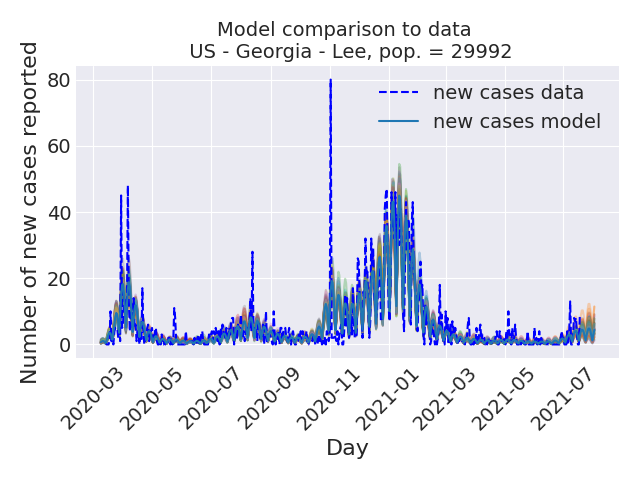 Model comparison to data
US - Georgia - Lee, pop. = 29992
Number of new cases reported
80
60
40
20
0
new cases data
new cases model
2020-03
2020-05
2020-07
2020-09
2020-11
2021-01
2021-03
2021-05
2021-07
Day